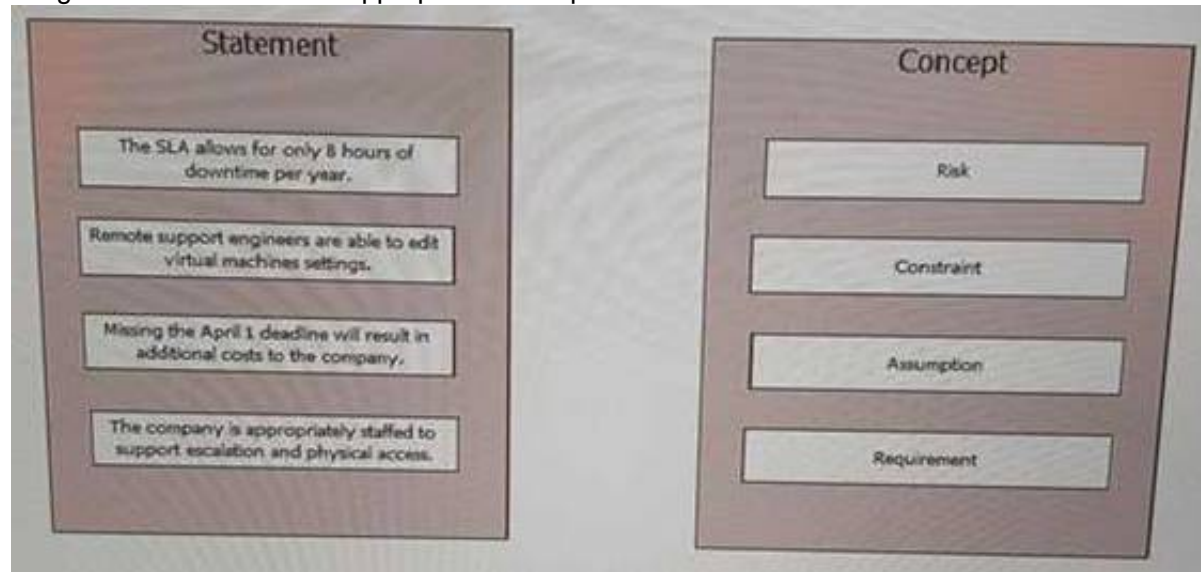 Statement
The SLA allows for only 8 hours of
downtime per year.
Remote support engineers are able to edit
virtual machines settings.
Missing the April 1 deadline will result in
additional costs to the company.
The company is appropriately staffed to
support escalation and physical access.
Concept
Risk
Constraint
Assumption
Requirement